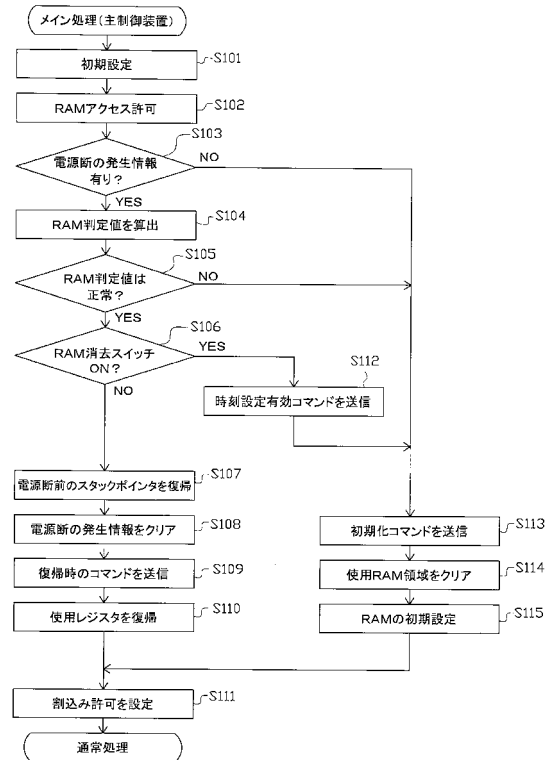 メイン処理(主制御装置)
初期設定
S101
RAMアクセス許可
S102
S103
電源断の発生情報
有り?
NO
YES
RAM判定値を算出
S104
S105
RAM判定値は
正常?
NO
YES
S106
RAM消去スイッチ
ON?
YES
NO
S112
時刻設定有効コマンドを送信
電源断前のスタックポインタを復帰
S107
電源断の発生情報をクリア
S108
復帰時のコマンドを送信
S109
使用レジスタを復帰
S110
初期化コマンドを送信
S113
使用RAM領域をクリア
S114
RAMの初期設定
S115
割込み許可を設定
S111
通常処理